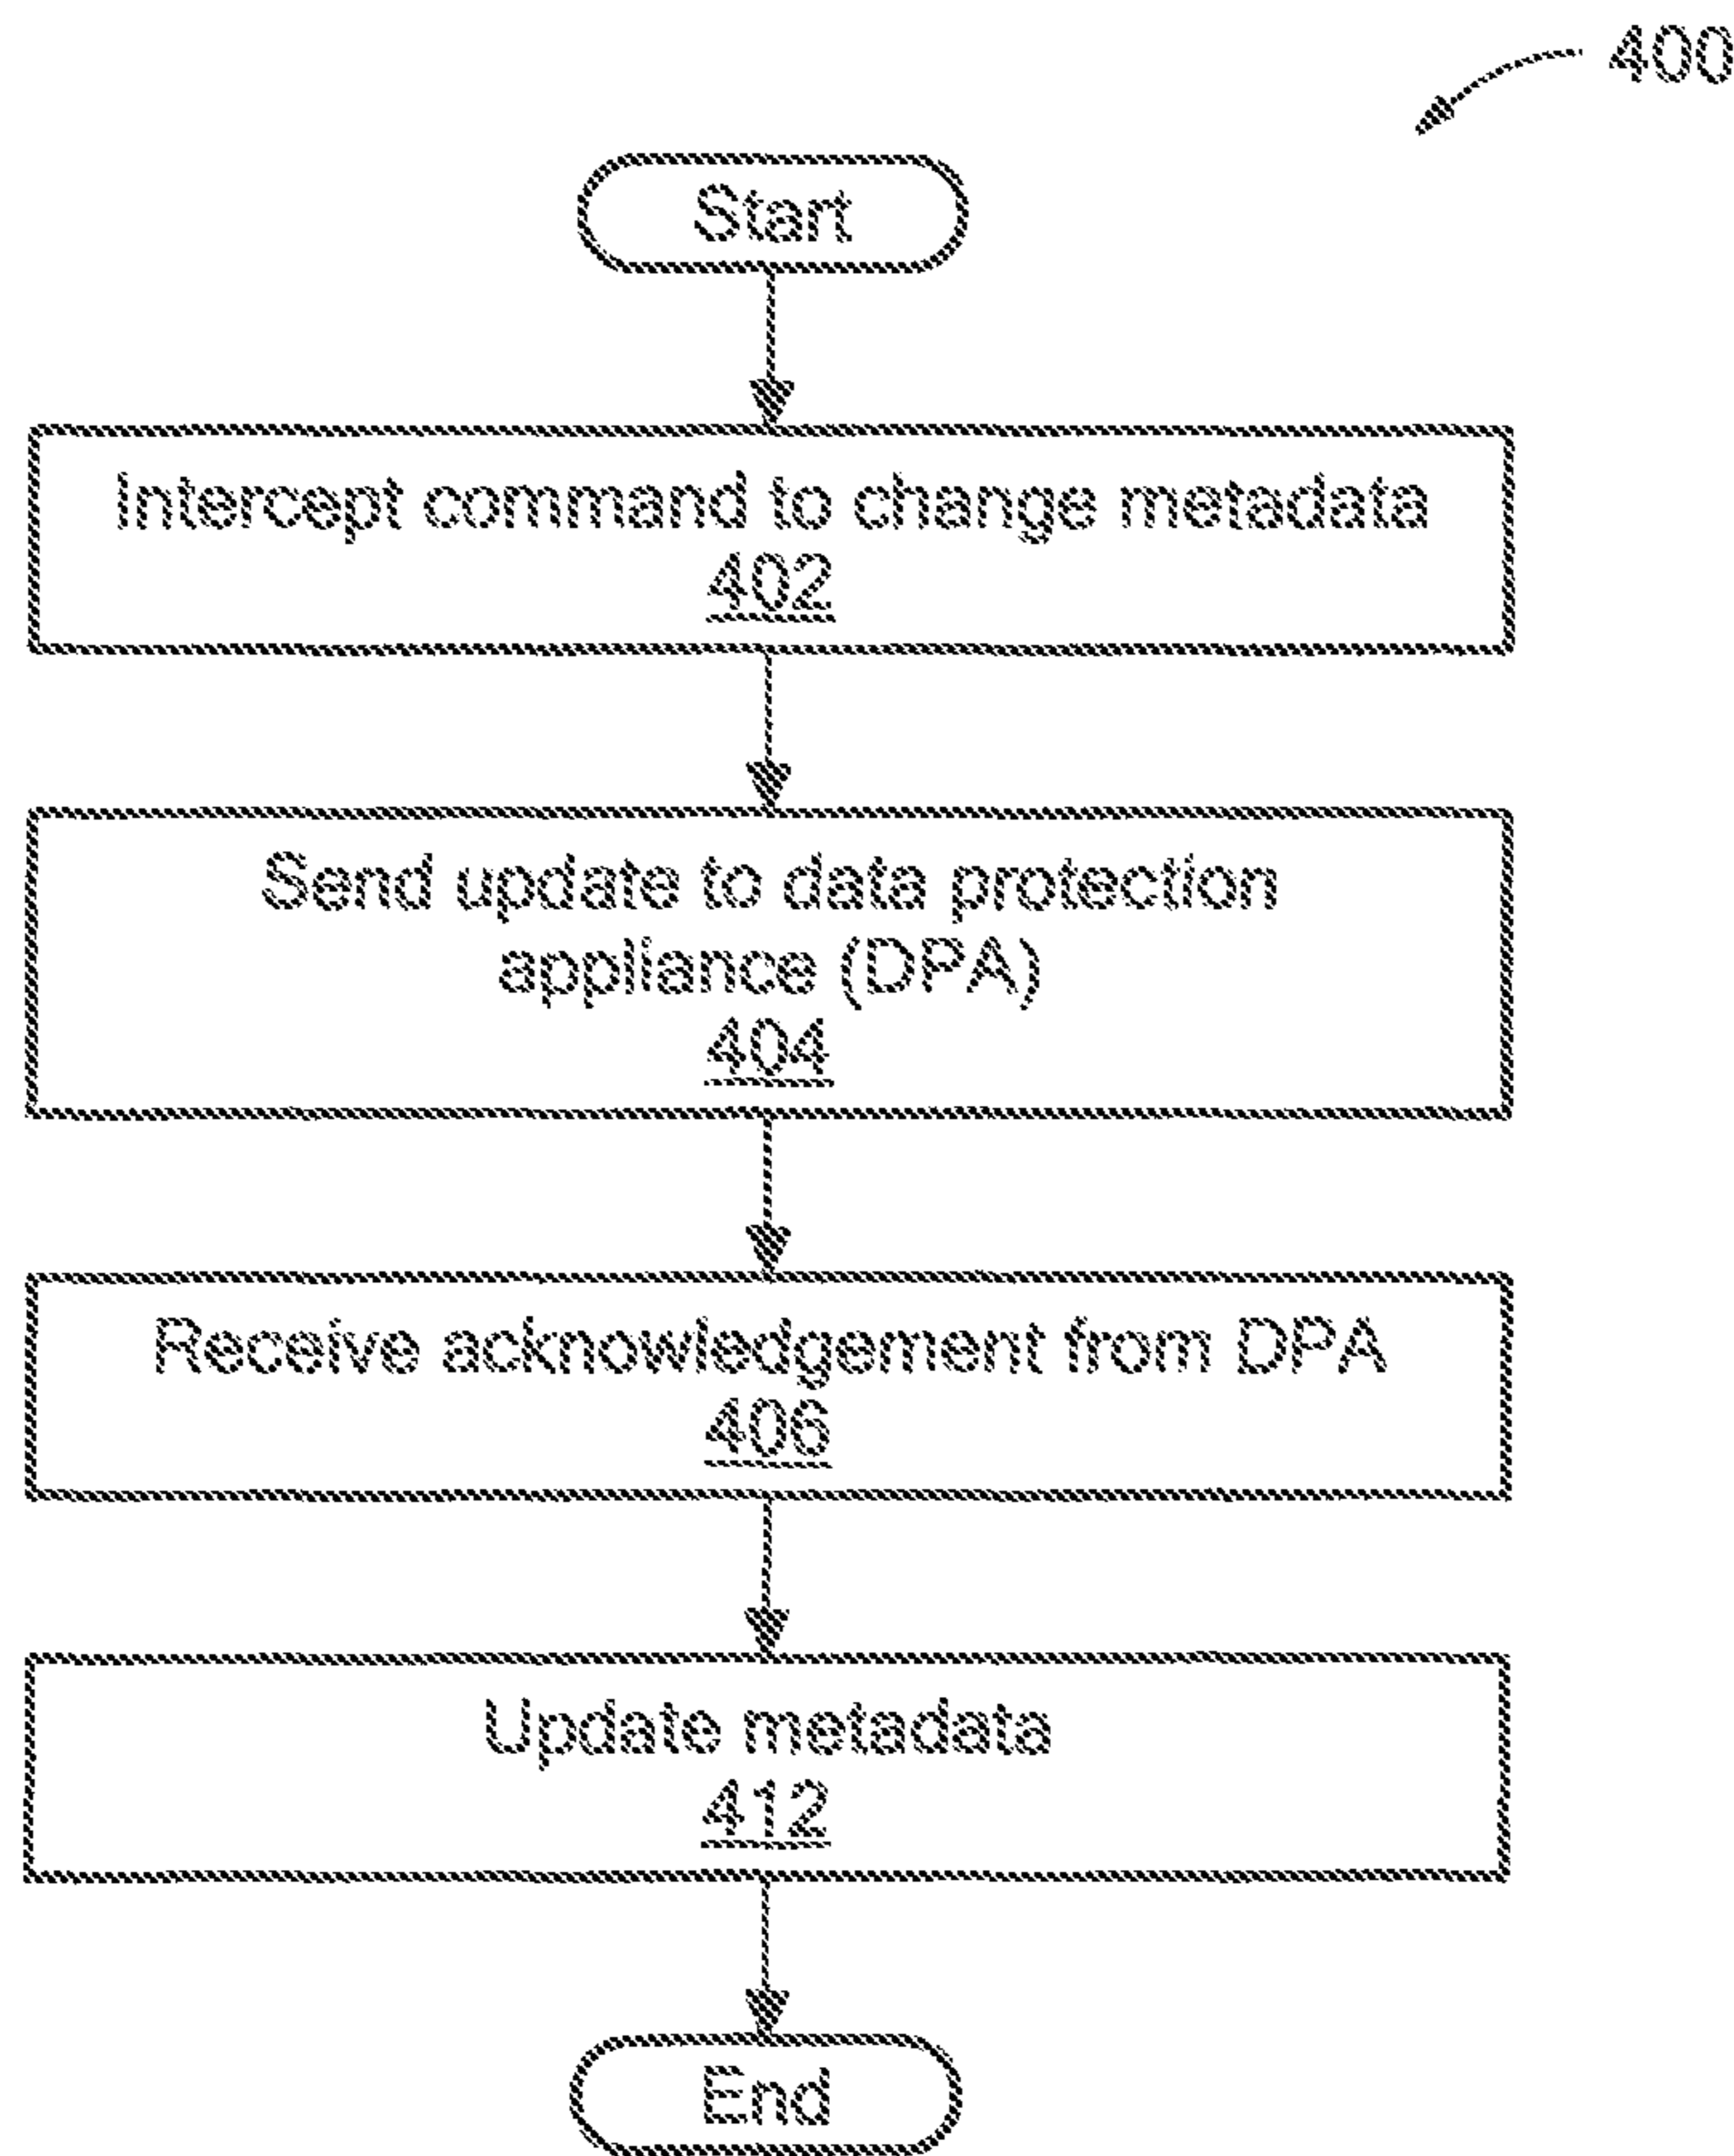 400
Start
Intercept command to change metadata
402
Send update to data protection
appliance (DPA)
404
Receive acknowledgement from DPA
406
Update metadata
412
End